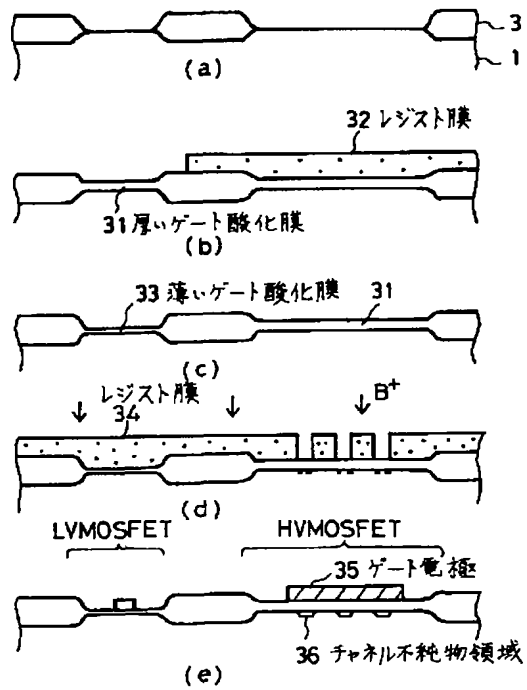 3
1
(a)
32 レジスト膜
31 厚いゲート酸化膜
(b)
33 薄いゲート酸化膜
31
(c)
レジスト膜
34
B+
(d)
LVMOSFET
HVMOSFET
35 ゲート電極
36 チャネル不純物領域
(e)